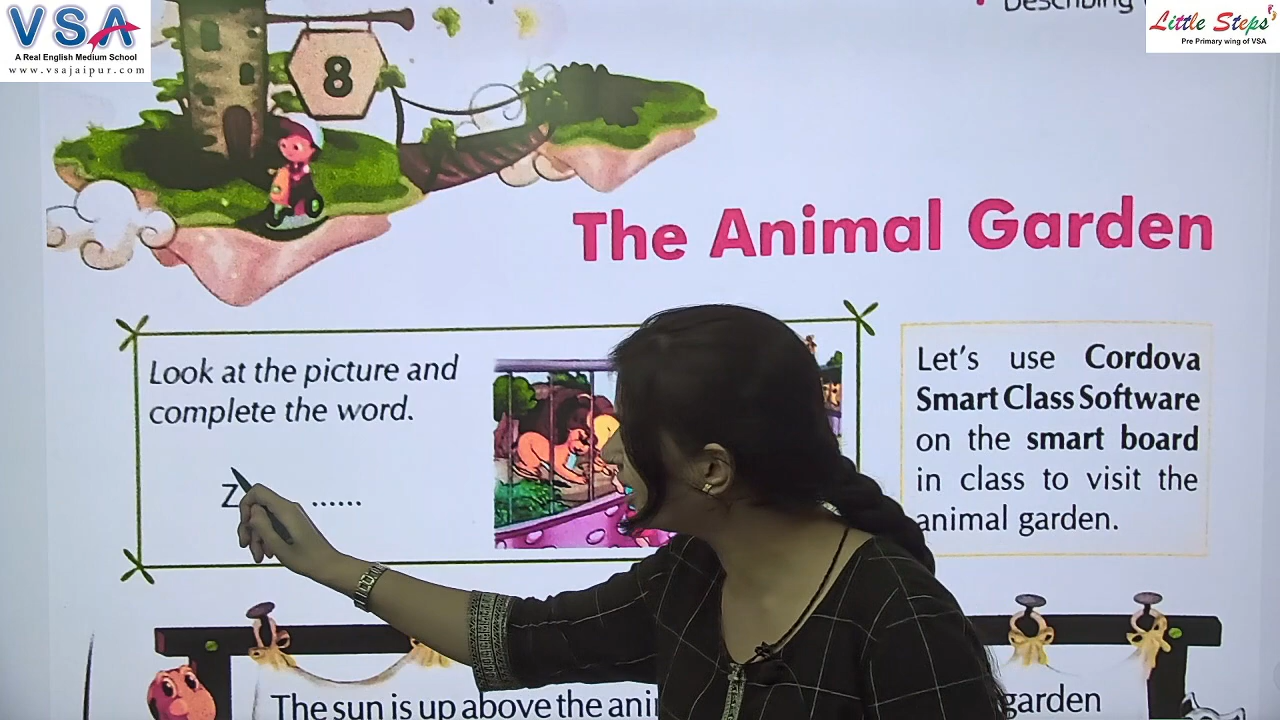 VSA
A Real English Medium School
www.vsajaipur.com
Describing
Little Steps
Pre Primary wing of VSA
8
The Animal Garden
Look at the picture and
complete the word.
Z ......
Let's use Cordova
Smart Class Software
on the smart board
in class to visit the
animal garden.
The sun is up above the ani garden